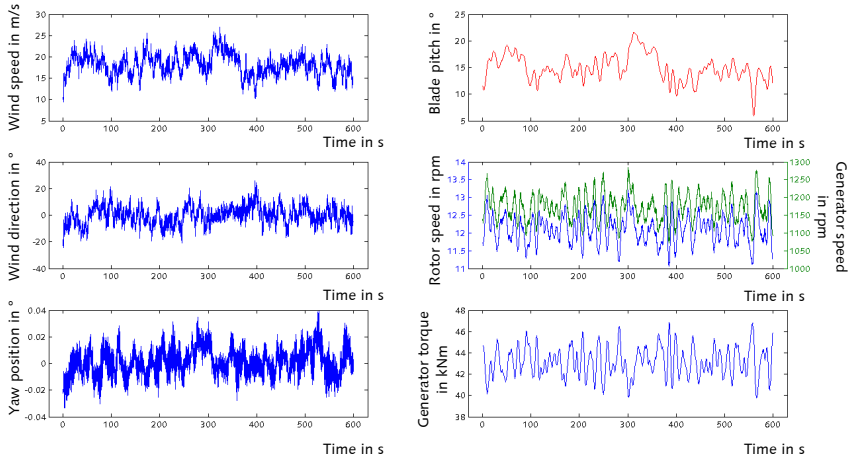 Wind speed in m/s
30
25
20
15
10
5
0 100 200 300 400 500 600
Time in s
Blade pitch in °
25
20
15
10
5
0 100 200 300 400 500 600
Time in s
Wind direction in °
40
20
0
-20
-40
0 100 200 300 400 500 600
Time in s
Rotor speed in rpm
14
13.5
13
12.5
12
11.5
11
0 100 200 300 400 500 600
1300
1250
1200
1150
1100
1050
1000
Generator speed
in rpm
Time in s
Yaw position in °
0.04
0.02
0
-0.02
-0.04
0 100 200 300 400 500 600
Time in s
Generator torque
in kNm
48
46
44
42
40
38
0 100 200 300 400 500 600
Time in s